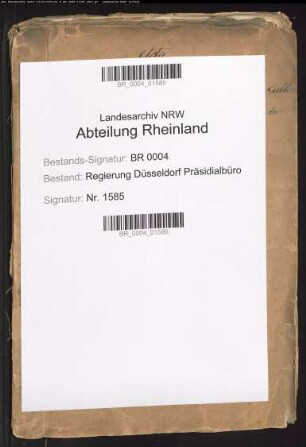 BR_0004_01585
Landesarchiv NRW
Abteilung Rheinland
Bestands-Signatur: BR 0004
Bestand: Regierung Düsseldorf Präsidialbüro
Signatur: Nr. 1585
BR_0004_01585